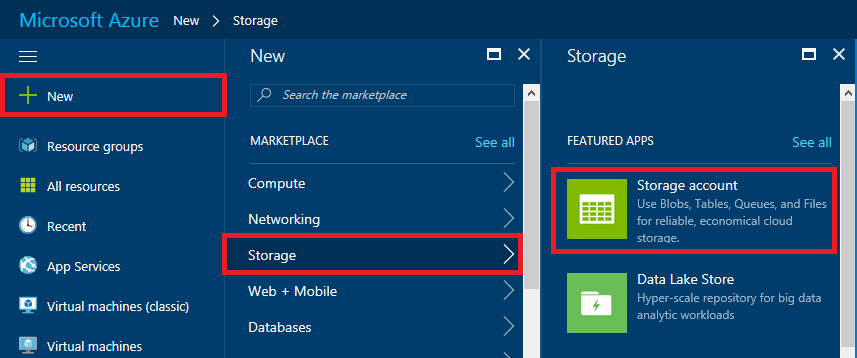 Microsoft Azure New > Storage
New
Resource groups
All resources
Recent
App Services
Virtual machines (classic)
Virtual machines
New
Search the marketplace
MARKETPLACE See all
Compute
Networking
Storage
Web + Mobile
Databases
Storage
FEATURED APPS See all
Storage account
Use Blobs, Tables, Queues, and Files
for reliable, economical cloud
storage.
Data Lake Store
Hyper-scale repository for big data
analytic workloads